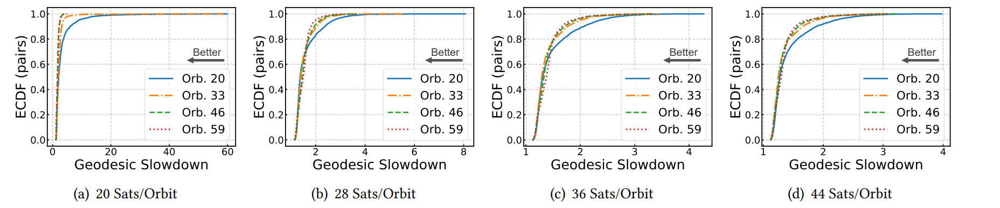 ECDF (pairs)
1.0
0.8
0.6
0.4
0.2
0.0
Better
Orb. 20
Orb. 33
Orb. 46
Orb. 59
0 20 40 60
Geodesic Slowdown
(a) 20 Sats/Orbit
ECDF (pairs)
1.0
0.8
0.6
0.4
0.2
0.0
Better
Orb. 20
Orb. 33
Orb. 46
Orb. 59
2 4 6 8
Geodesic Slowdown
(b) 28 Sats/Orbit
ECDF (pairs)
1.0
0.8
0.6
0.4
0.2
0.0
Better
Orb. 20
Orb. 33
Orb. 46
Orb. 59
1 2 3 4
Geodesic Slowdown
(c) 36 Sats/Orbit
ECDF (pairs)
1.0
0.8
0.6
0.4
0.2
0.0
Better
Orb. 20
Orb. 33
Orb. 46
Orb. 59
1 2 3 4
Geodesic Slowdown
(d) 44 Sats/Orbit